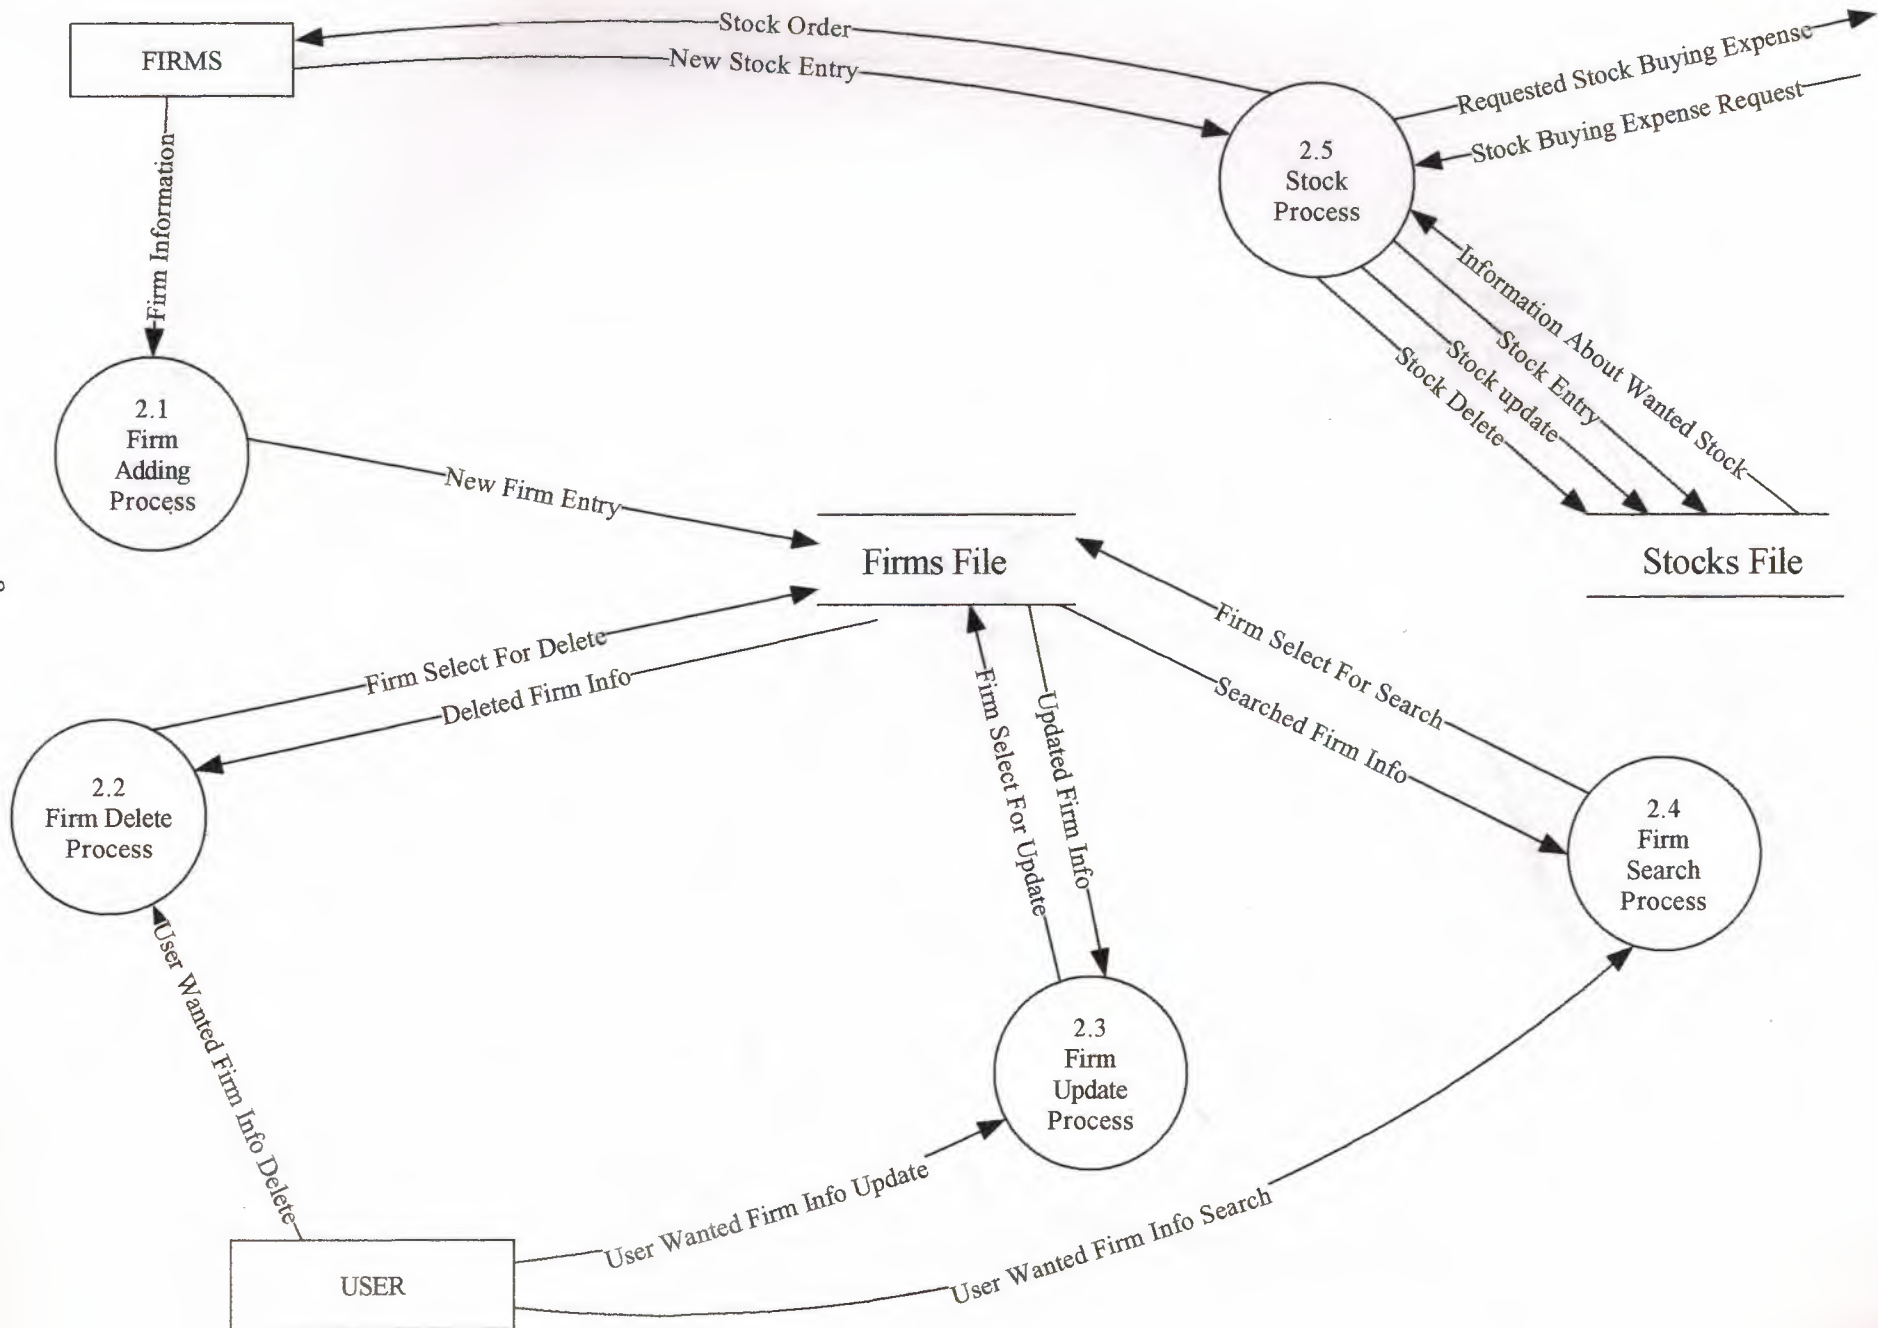 Stock Order
FIRMS
New Stock Entry
Requested Stock Buying Expense
Stock Buying Expense Request
2.5
Stock
Process
Firm Information
Information About Wanted Stock
Stock Entry
Stock update
Stock Delete
2.1
Firm
Adding
Process
New Firm Entry
Firms File
Stocks File
Firm Select For Delete
Deleted Firm Info
Firm Select For Update
Updated Firm Info
Firm Select For Search
Searched Firm Info
2.2
Firm Delete
Process
2.4
Firm
Search
Process
User Wanted Firm Info Delete
2.3
Firm
Update
Process
User Wanted Firm Info Update
User Wanted Firm Info Search
USER